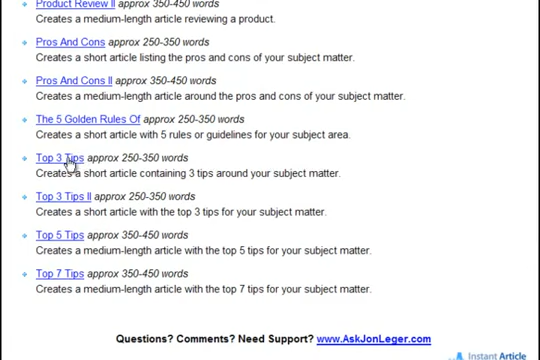 Product Review II approx 350-450 words
Creates a medium-length article reviewing a product.
Pros And Cons approx 250-350 words
Creates a short article listing the pros and cons of your subject matter.
Pros And Cons II approx 350-450 words
Creates a medium-length article around the pros and cons of your subject matter.
The 5 Golden Rules Of approx 250-350 words
Creates a short article with 5 rules or guidelines for your subject area.
Top 3 Tips approx 250-350 words
Creates a short article containing 3 tips around your subject matter.
Top 3 Tips II approx 250-350 words
Creates a short article with the top 3 tips for your subject matter.
Top 5 Tips approx 350-450 words
Creates a medium-length article with the top 5 tips for your subject matter.
Top 7 Tips approx 350-450 words
Creates a medium-length article with the top 7 tips for your subject matter.
Questions? Comments? Need Support? www.AskJonLeger.com
Instant Article